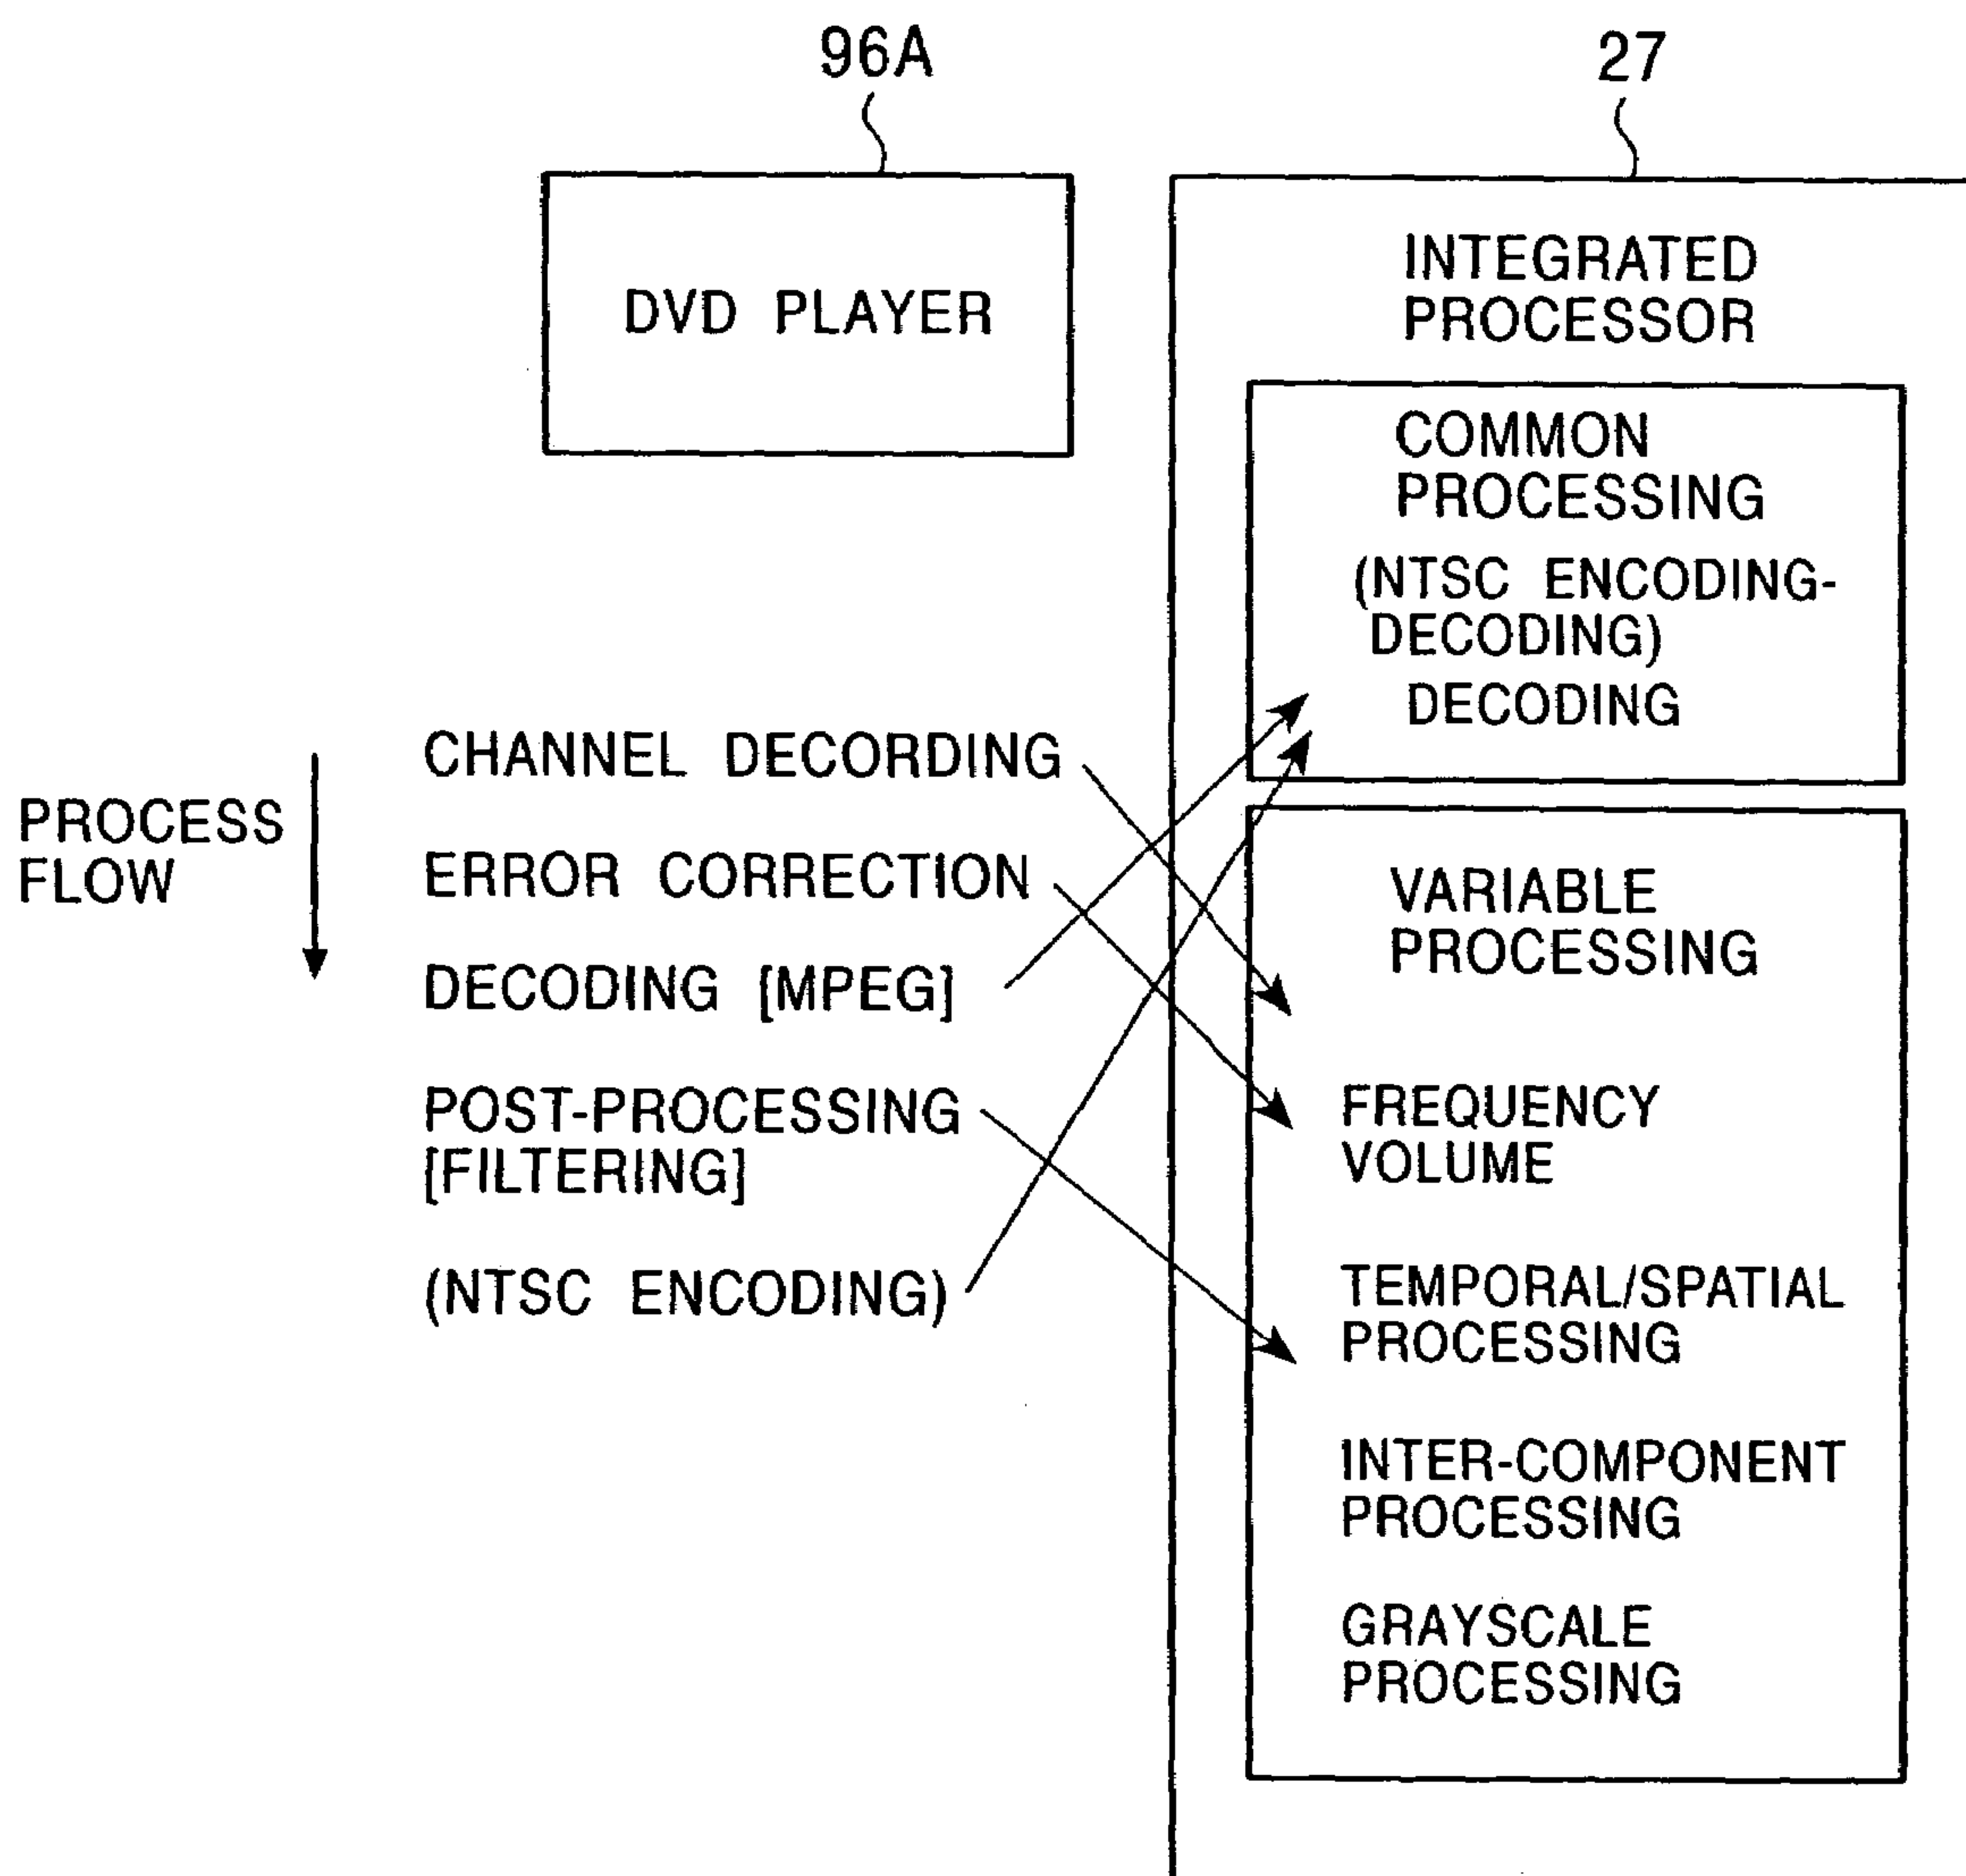 96A
27
DVD PLAYER
INTEGRATED
PROCESSOR
COMMON
PROCESSING
(NTSC ENCODING-
DECODING)
DECODING
PROCESS
FLOW
CHANNEL DECORDING
ERROR CORRECTION
DECODING [MPEG]
POST-PROCESSING
[FILTERING]
(NTSC ENCODING)
VARIABLE
PROCESSING
FREQUENCY
VOLUME
TEMPORAL/SPATIAL
PROCESSING
INTER-COMPONENT
PROCESSING
GRAYSCALE
PROCESSING